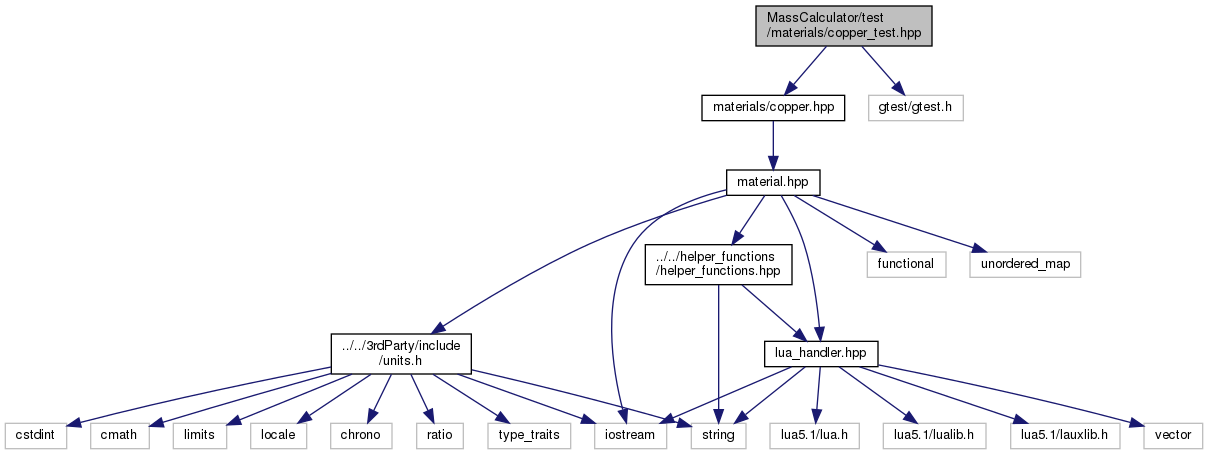 MassCalculator/test
/materials/copper_test.hpp
materials/copper.hpp
gtest/gtest.h
material.hpp
../../helper_functions
/helper_functions.hpp
functional
unordered_map
../../3rdParty/include
/units.h
lua_handler.hpp
cstdint
cmath
limits
locale
chrono
ratio
type_traits
iostream
string
lua5.1/lua.h
lua5.1/lualib.h
lua5.1/lauxlib.h
vector